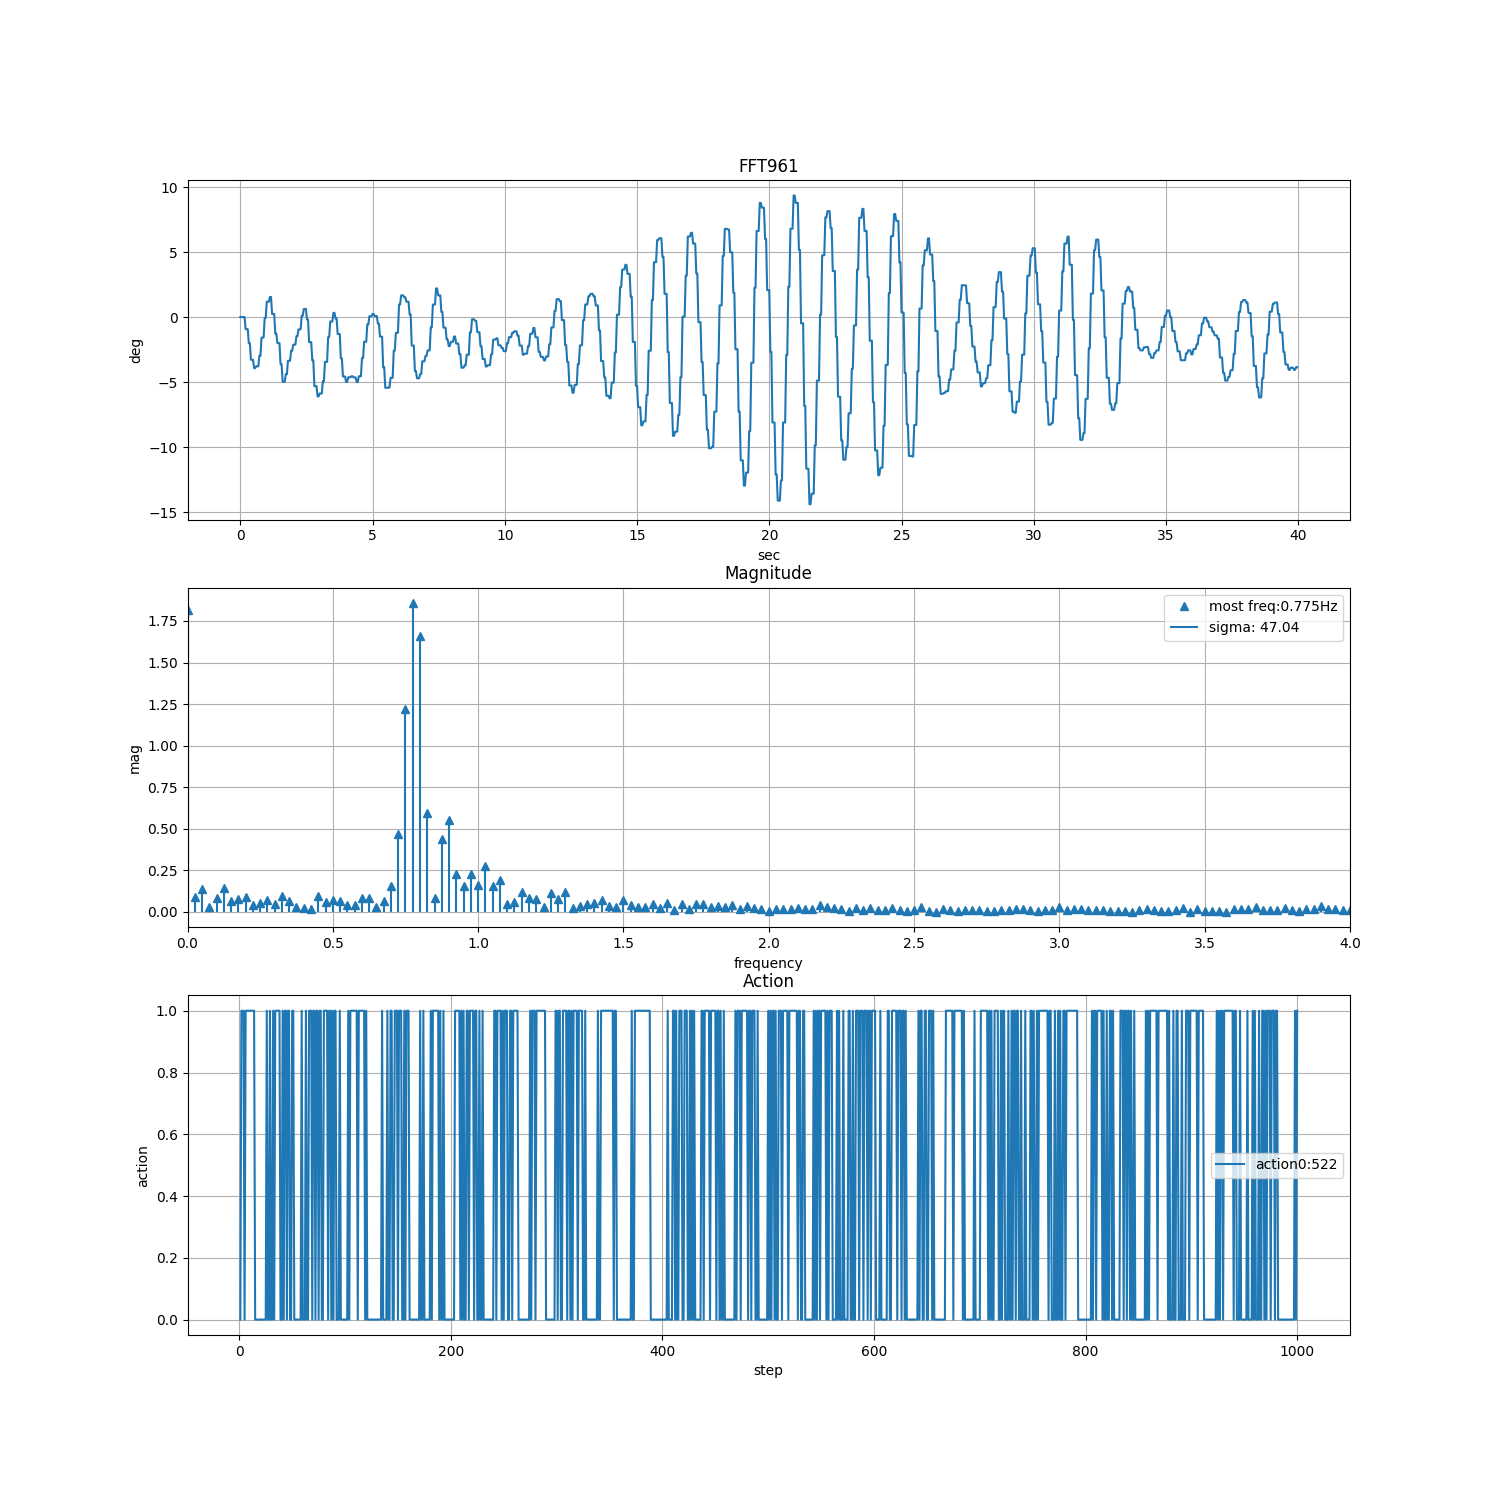 FFT961
10
5
0
−5
−10
−15
deg
0 5 10 15 20 25 30 35 40
sec
Magnitude
1.75
1.50
1.25
1.00
0.75
0.50
0.25
0.00
mag
most freq:0.775Hz
sigma: 47.04
0.0 0.5 1.0 1.5 2.0 2.5 3.0 3.5 4.0
frequency
Action
1.0
0.8
0.6
0.4
0.2
0.0
action
action0:522
0 200 400 600 800 1000
step